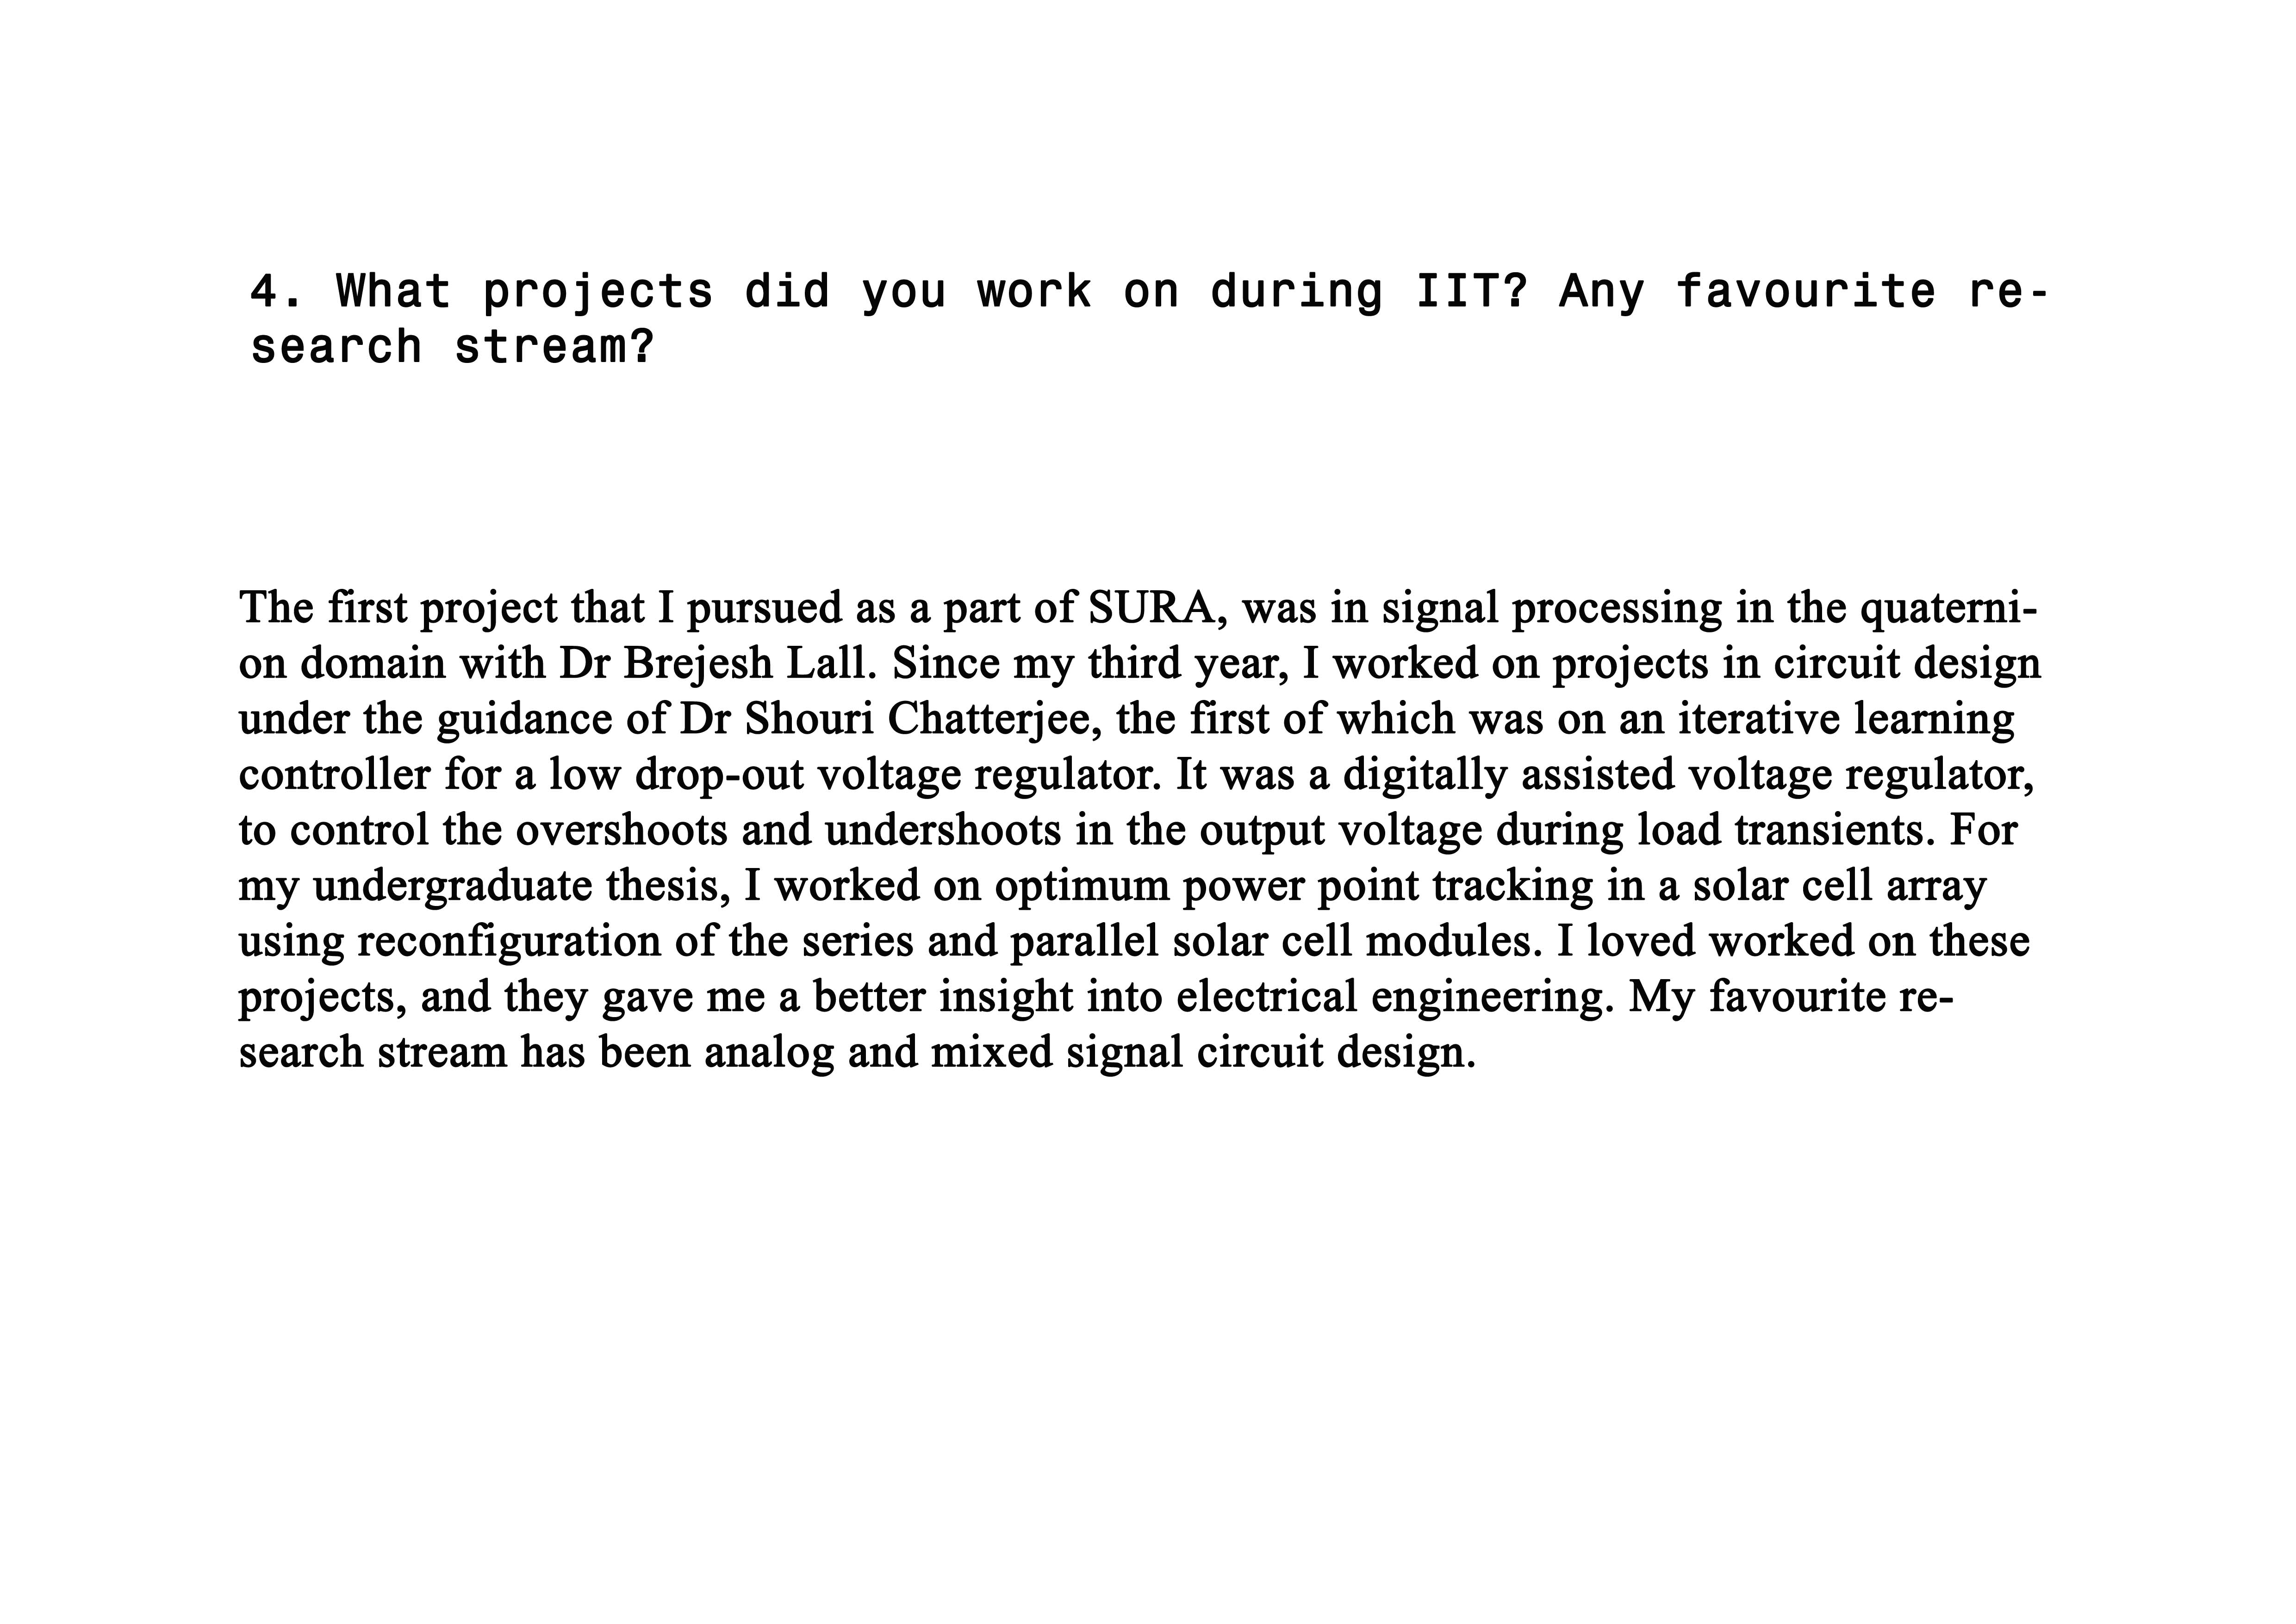 4. What projects did you work on during IIT? Any favourite re-
search stream?
The first project that I pursued as a part of SURA, was in signal processing in the quaterni-
on domain with Dr Brejesh Lall. Since my third year, I worked on projects in circuit design
under the guidance of Dr Shouri Chatterjee, the first of which was on an iterative learning
controller for a low drop-out voltage regulator. It was a digitally assisted voltage regulator,
to control the overshoots and undershoots in the output voltage during load transients. For
my undergraduate thesis, I worked on optimum power point tracking in a solar cell array
using reconfiguration of the series and parallel solar cell modules. I loved worked on these
projects, and they gave me a better insight into electrical engineering. My favourite re-
search stream has been analog and mixed signal circuit design.